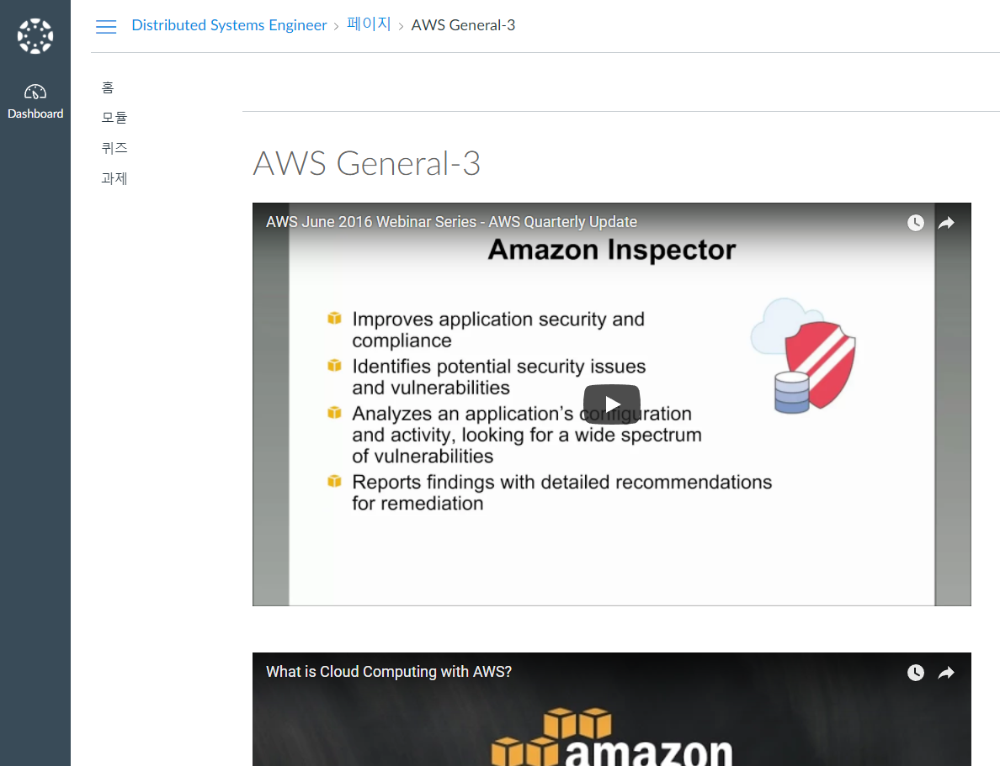 Distributed Systems Engineer > 페이지 > AWS General-3
Dashboard
홈
모듈
퀴즈
과제
AWS General-3
AWS June 2016 Webinar Series - AWS Quarterly Update
Amazon Inspector
Improves application security and
compliance
Identifies potential security issues
and vulnerabilities
Analyzes an application's configuration
and activity, looking for a wide spectrum
of vulnerabilities
Reports findings with detailed recommendations
for remediation
What is Cloud Computing with AWS?
amazon